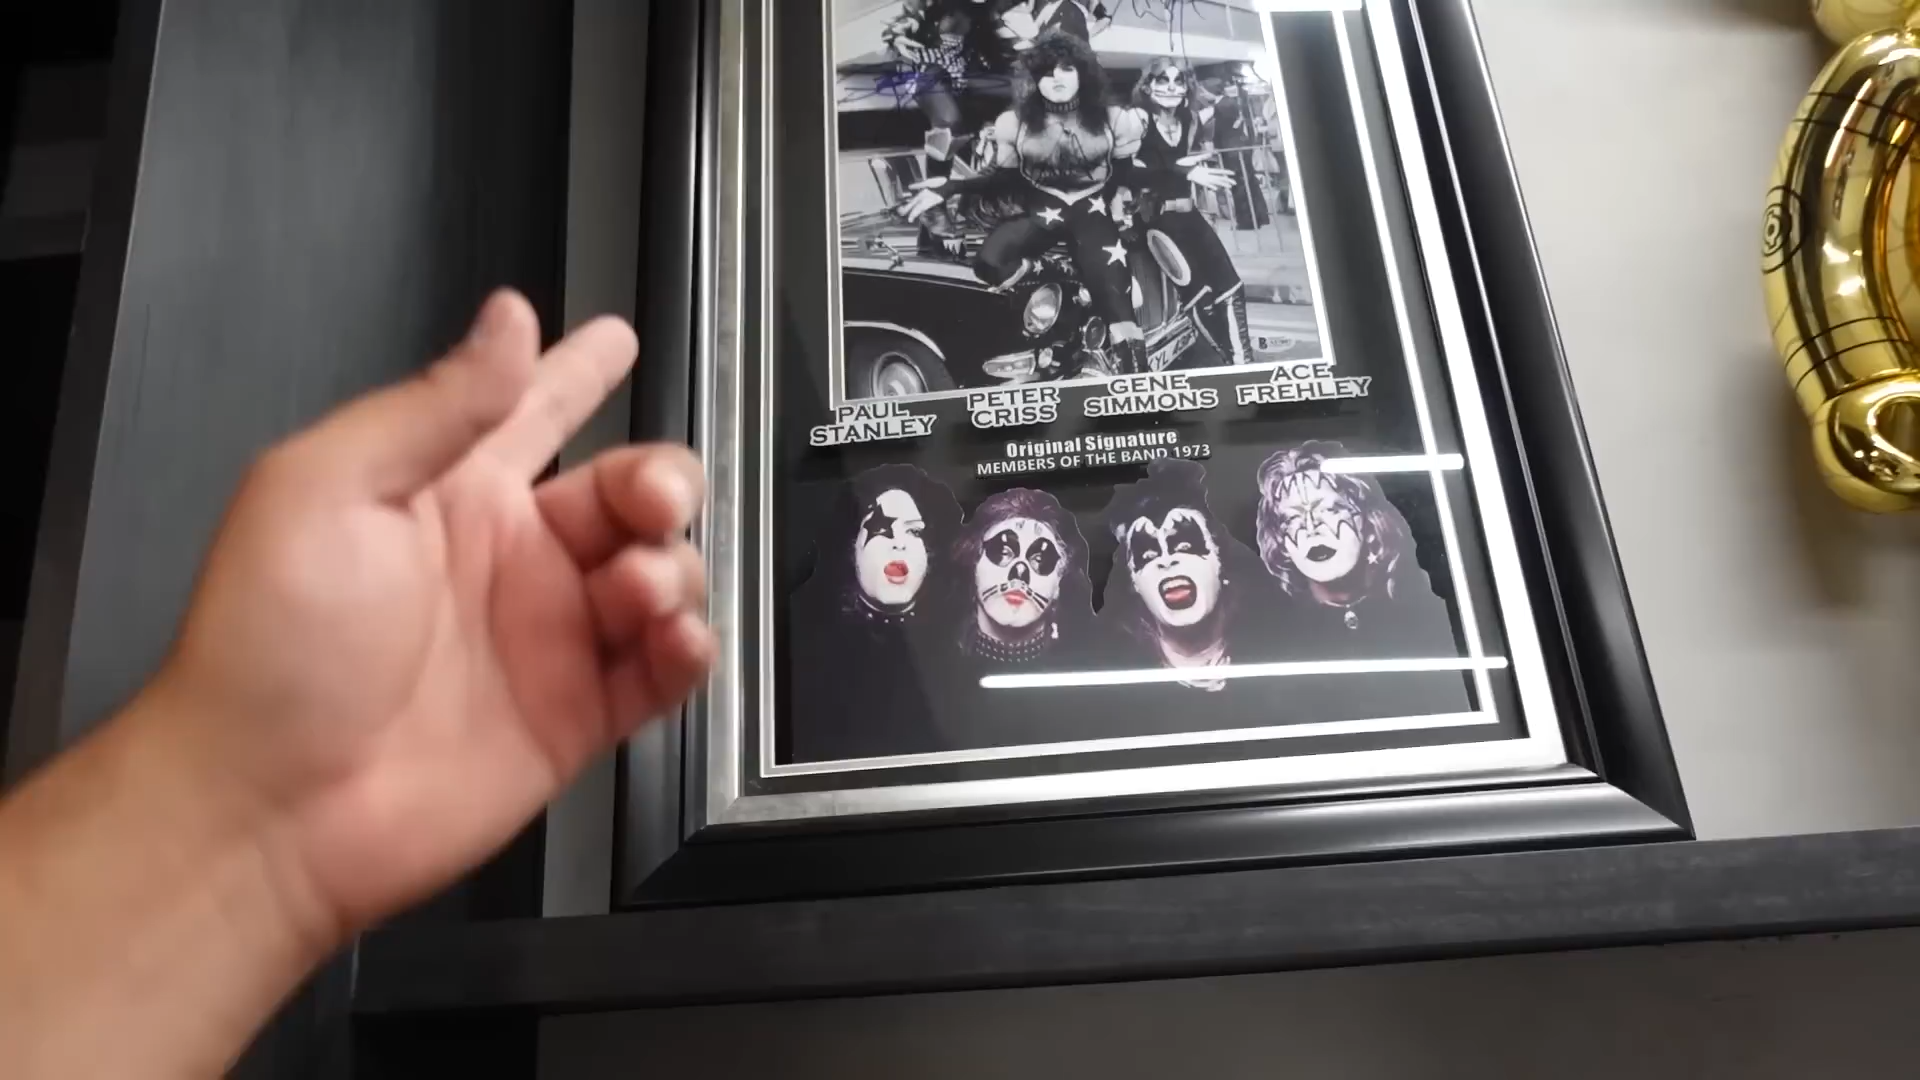 PAUL
STANLEY
PETER
CRISS
GENE
SIMMONS
ACE
FREHLEY
Original Signature
MEMBERS OF THE BAND 1973